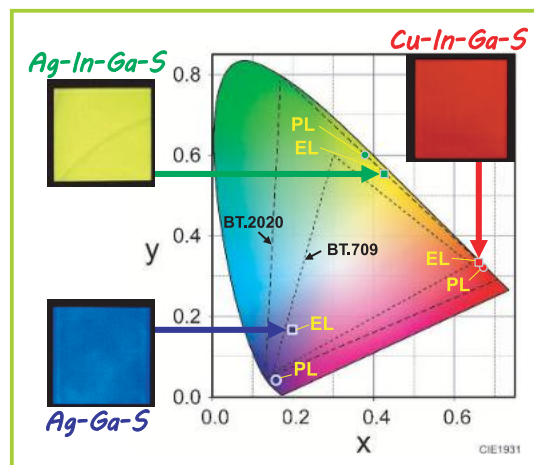 Ag-In-Ga-S
Cu-In-Ga-S
0.8
PL
EL
0.6
BT.2020
BT.709
0.4
y
EL
PL
0.2
EL
PL
0.0
Ag-Ga-S
0.0 0.2 0.4 0.6
x
CIE1931